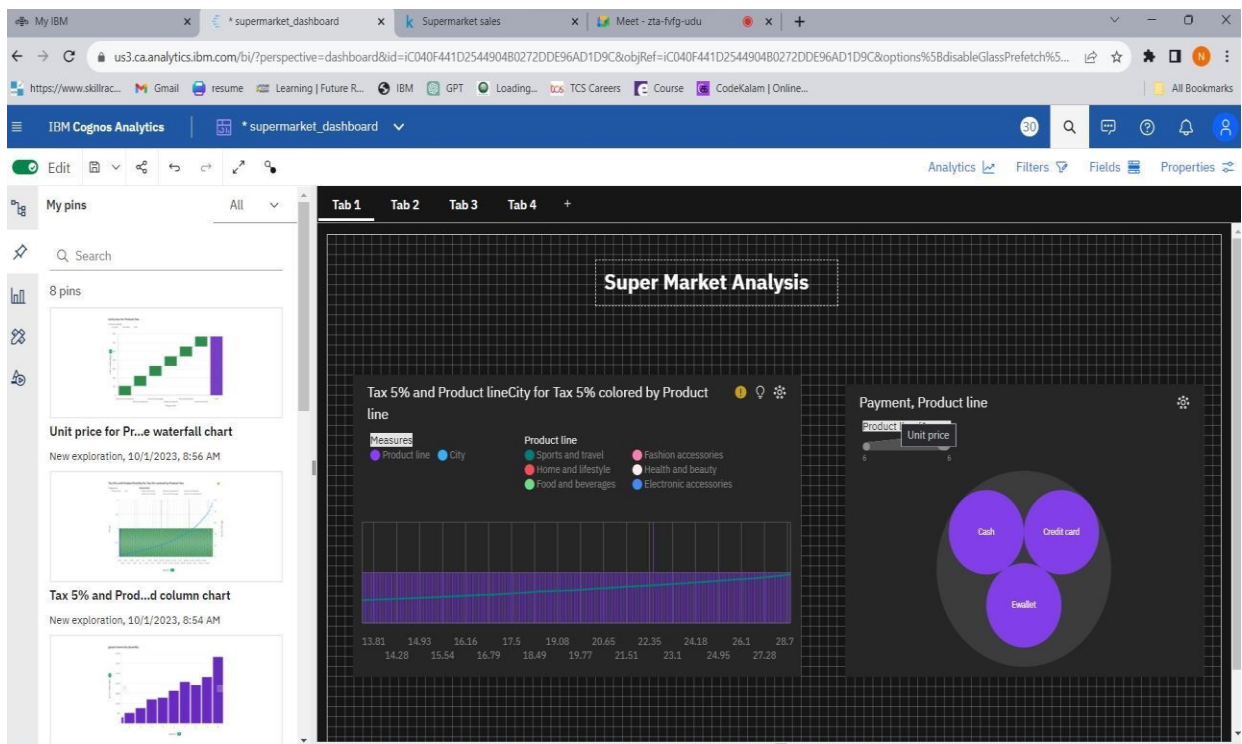 My IBM
* supermarket_dashboard
Supermarket sales
Meet - zta-fvfg-udu
us3.ca.analytics.ibm.com/bi/?perspective=dashboard&id=iC040F441D2544904B0272DDE96AD1D9C&objRef=iC040F441D2544904B0272DDE96AD1D9C&options%5BdisableGlassPrefetch%5...
N
https://www.skillrac... Gmail resume Learning | Future R... IBM GPT Loading... TCS Careers Course CodeKalam | Online... All Bookmarks
IBM Cognos Analytics * supermarket_dashboard 30
Edit Analytics Filters Fields Properties
My pins All
Tab 1 Tab 2 Tab 3 Tab 4 +
Search
8 pins
Unit price for Pr...e waterfall chart
New exploration, 10/1/2023, 8:56 AM
Tax 5% and Prod...d column chart
New exploration, 10/1/2023, 8:54 AM
Super Market Analysis
Tax 5% and Product lineCity for Tax 5% colored by Product
line
Measures
Product line City
Product line
Sports and travel Fashion accessories
Home and lifestyle Health and beauty
Food and beverages Electronic accessories
13.81 14.93 16.16 17.5 19.08 20.65 22.35 24.18 26.1 28.7
14.28 15.54 16.79 18.49 19.77 21.51 23.1 24.95 27.28
Payment, Product line
Unit price
6 6
Cash
Credit card
Ewallet